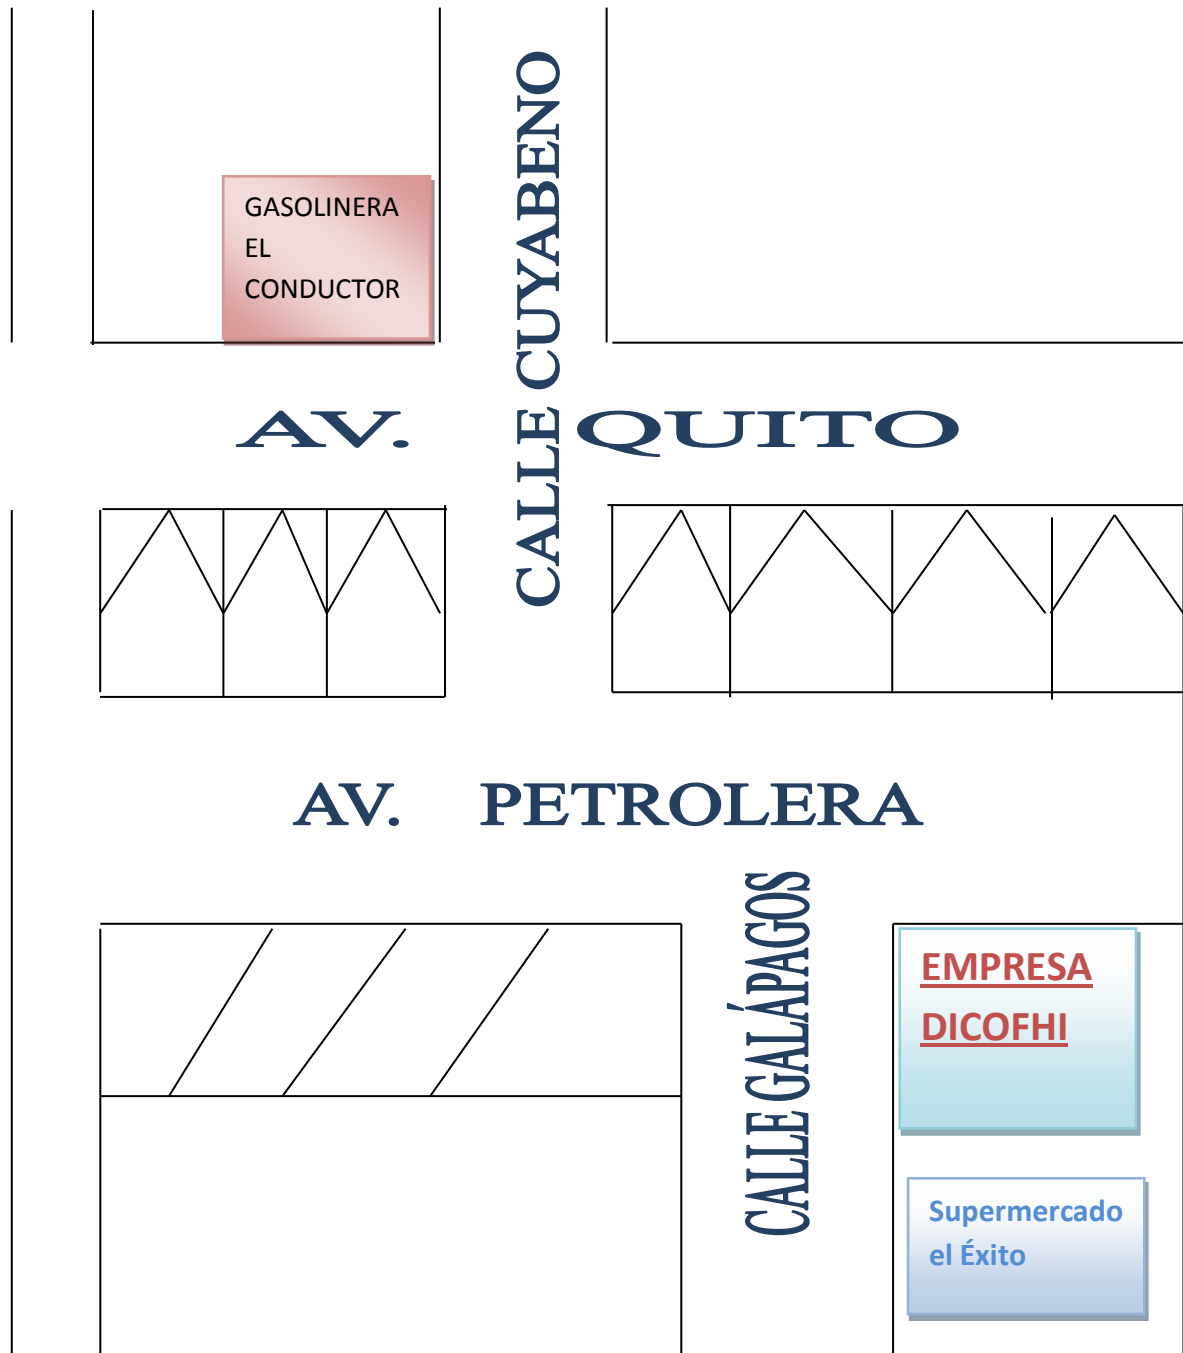 CALLE CUYABENO
GASOLINERA
EL
CONDUCTOR
AV. QUITO
AV. PETROLERA
CALLE GALÁPAGOS
EMPRESA
DICOFHI
Supermercado
el Éxito